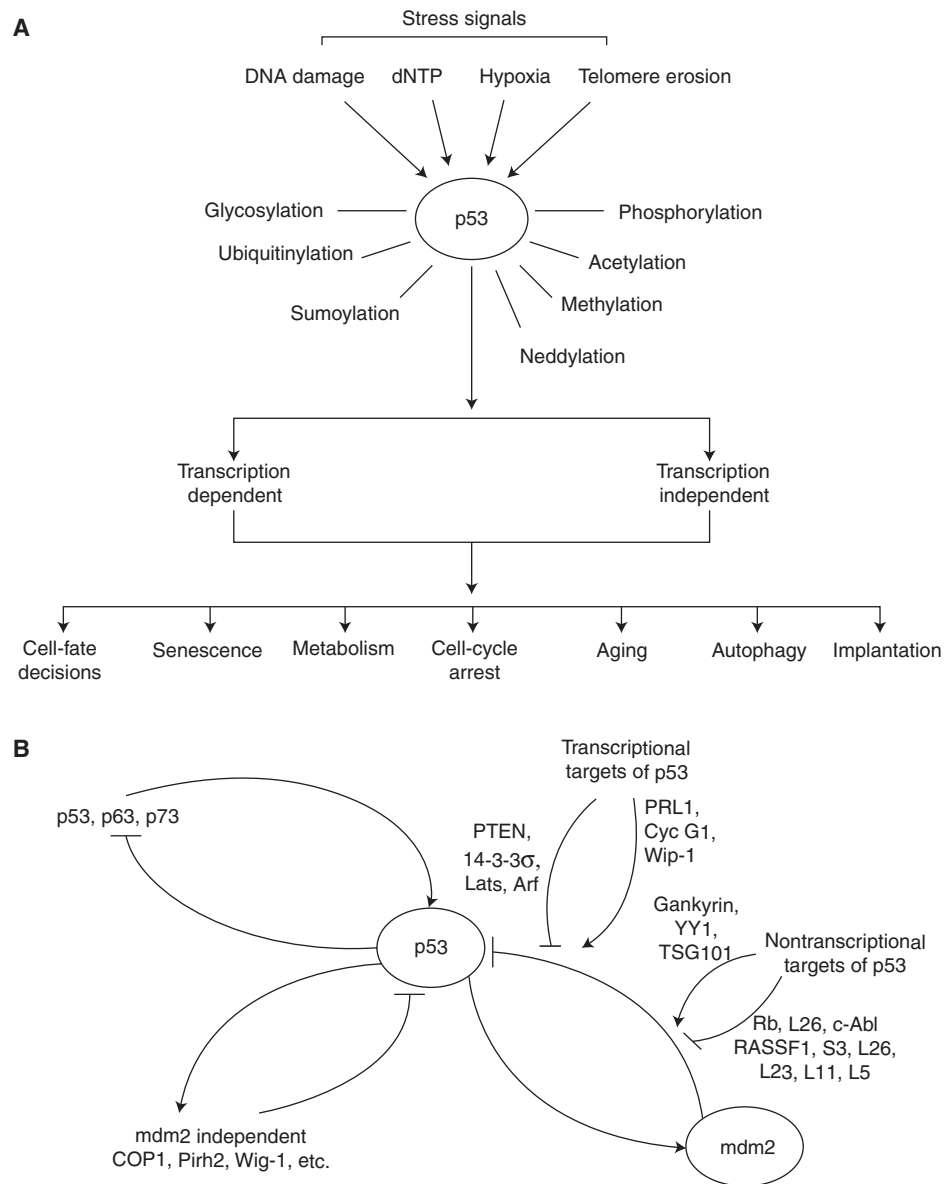 A
Stress signals
DNA damage dNTP Hypoxia Telomere erosion
p53
Glycosylation
Phosphorylation
Ubiquitinylation
Acetylation
Sumoylation
Methylation
Neddylation
Transcription
dependent
Transcription
independent
Cell-fate
decisions
Senescence
Metabolism
Cell-cycle
arrest
Aging
Autophagy
Implantation
B
Transcriptional
targets of p53
p53, p63, p73
PTEN,
14-3-3σ,
Lats, Arf
PRL1,
Cyc G1,
Wip-1
Gankyrin,
YY1,
TSG101
Nontranscriptional
targets of p53
p53
Rb, L26, c-Abl
RASSF1, S3, L26,
L23, L11, L5
mdm2 independent
COP1, Pirh2, Wig-1, etc.
mdm2